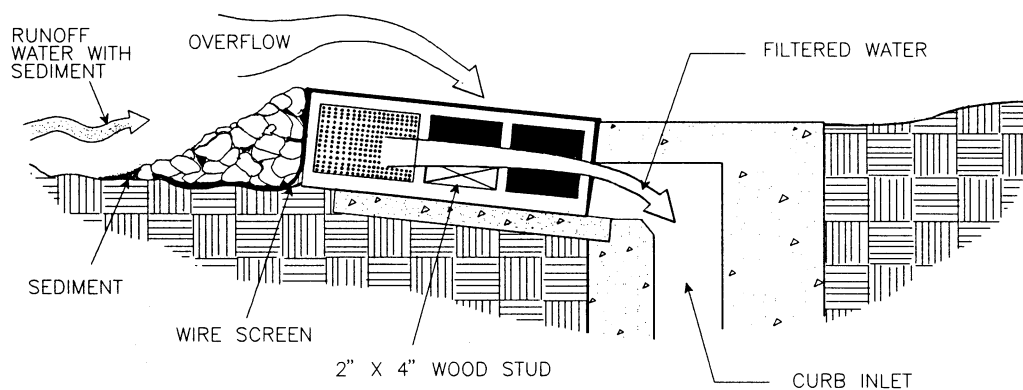 RUNOFF
WATER WITH
SEDIMENT
OVERFLOW
FILTERED WATER
SEDIMENT
WIRE SCREEN
2" X 4" WOOD STUD
CURB INLET